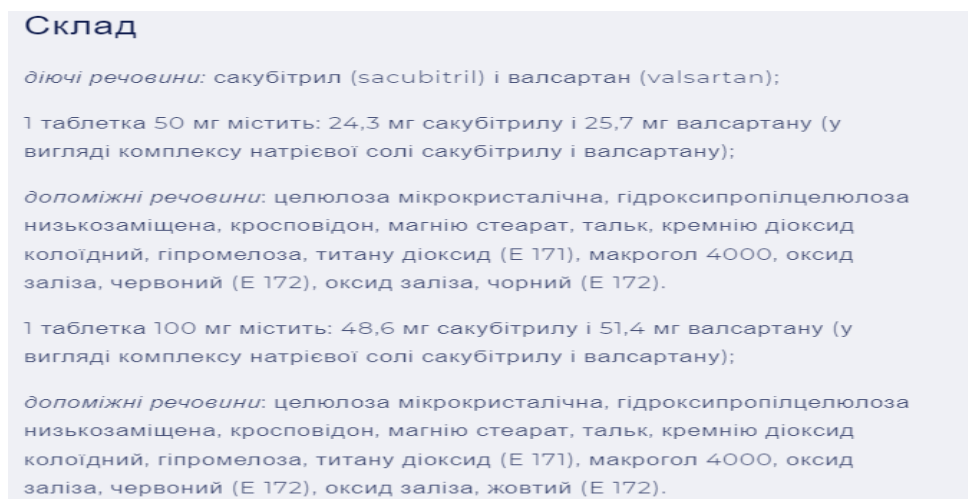 Склад
діючі речовини: сакубітрил (sacubitril) і валсартан (valsartan);
1 таблетка 50 мг містить: 24,3 мг сакубітрилу і 25,7 мг валсартану (у
вигляді комплексу натрієвої солі сакубітрилу і валсартану);
допоміжні речовини: целюлоза мікрокристалічна, гідроксипропілцелюлоза
низькозаміщена, кросповідон, магнію стеарат, тальк, кремнію діоксид
колоїдний, гіпромелоза, титану діоксид (Е 171), макрогол 4000, оксид
заліза, червоний (Е 172), оксид заліза, чорний (Е 172).
1 таблетка 100 мг містить: 48,6 мг сакубітрилу і 51,4 мг валсартану (у
вигляді комплексу натрієвої солі сакубітрилу і валсартану);
допоміжні речовини: целюлоза мікрокристалічна, гідроксипропілцелюлоза
низькозаміщена, кросповідон, магнію стеарат, тальк, кремнію діоксид
колоїдний, гіпромелоза, титану діоксид (Е 171), макрогол 4000, оксид
заліза, червоний (Е 172), оксид заліза, жовтий (Е 172).